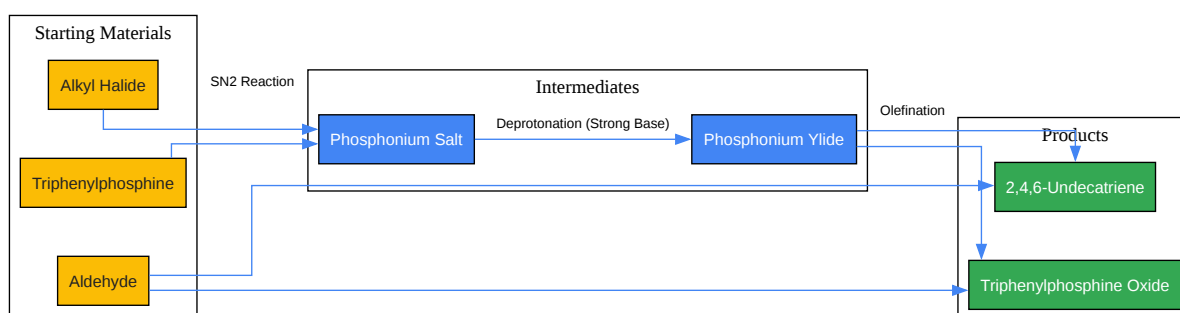 Starting Materials
Alkyl Halide
SN2 Reaction
Intermediates
Olefination
Phosphonium Salt
Deprotonation (Strong Base)
Phosphonium Ylide
Products
Triphenylphosphine
2,4,6-Undecatriene
Aldehyde
Triphenylphosphine Oxide